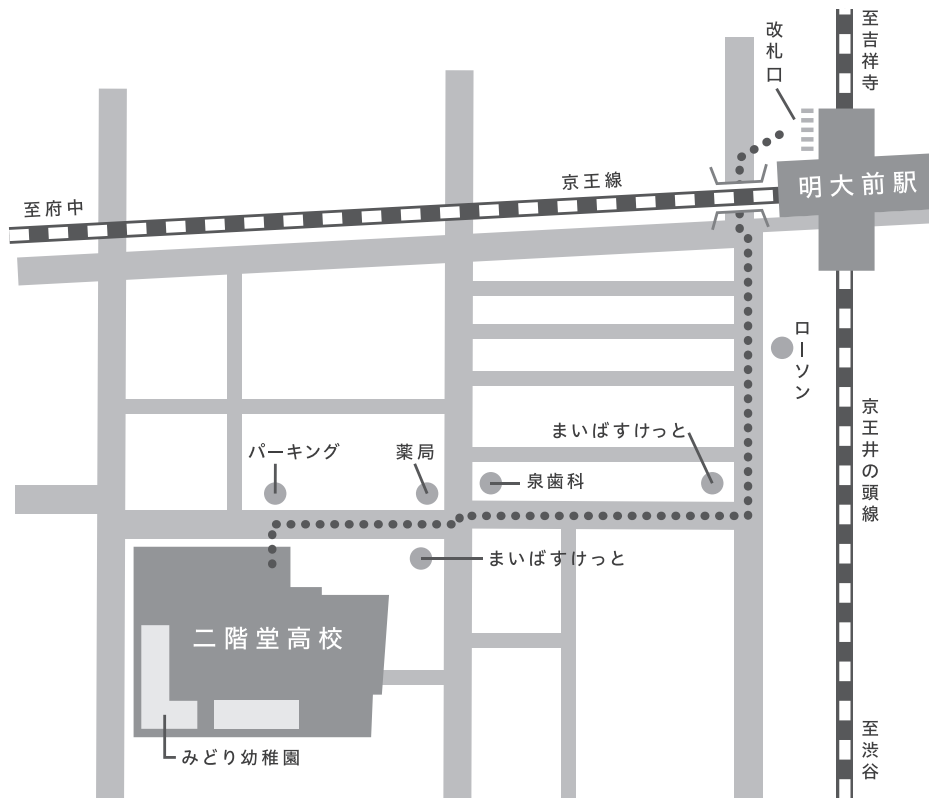 改札口
至吉祥寺
明大前駅
京王線
至府中
ローソン
京王井の頭線
まいばすけっと
パーキング
薬局
泉歯科
まいばすけっと
二階堂高校
みどり幼稚園
至渋谷